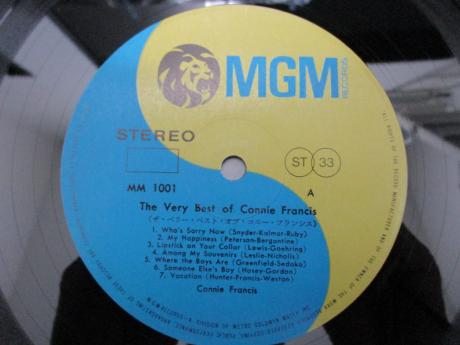 MGM
RECORDS
STEREO
ST 33
MM 1001
A
The Very Best of Connie Francis
(ザ・ベリー・ベスト・オブ・コニー・フランシス)
1. Who's Sorry Now (Snyder-Kalmar-Ruby)
2. My Happiness (Peterson-Bergantine)
3. Lipstick on Your Collar (Lewis-Goehring)
4. Among My Souvenirs (Leslie-Nicholls)
5. Where the Boys Are (Greenfield-Sedaka)
6. Someone Else's Boy (Hosey-Gordon)
7. Vacation (Hunter-Francis-Weston)
Connie Francis